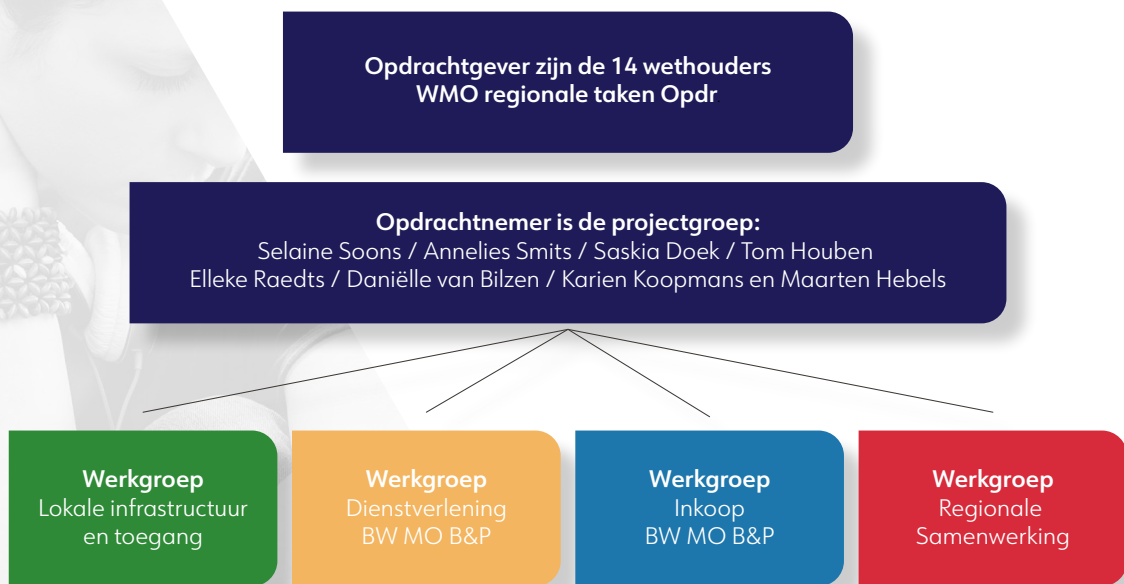 Opdrachtgever zijn de 14 wethouders
WMO regionale taken Opdr.
Opdrachtnemer is de projectgroep:
Selaine Soons / Annelies Smits / Saskia Doek / Tom Houben
Elleke Raedts / Daniëlle van Bilzen / Karien Koopmans en Maarten Hebels
Werkgroep
Lokale infrastructuur
en toegang
Werkgroep
Dienstverlening
BW MO B&P
Werkgroep
Inkoop
BW MO B&P
Werkgroep
Regionale
Samenwerking